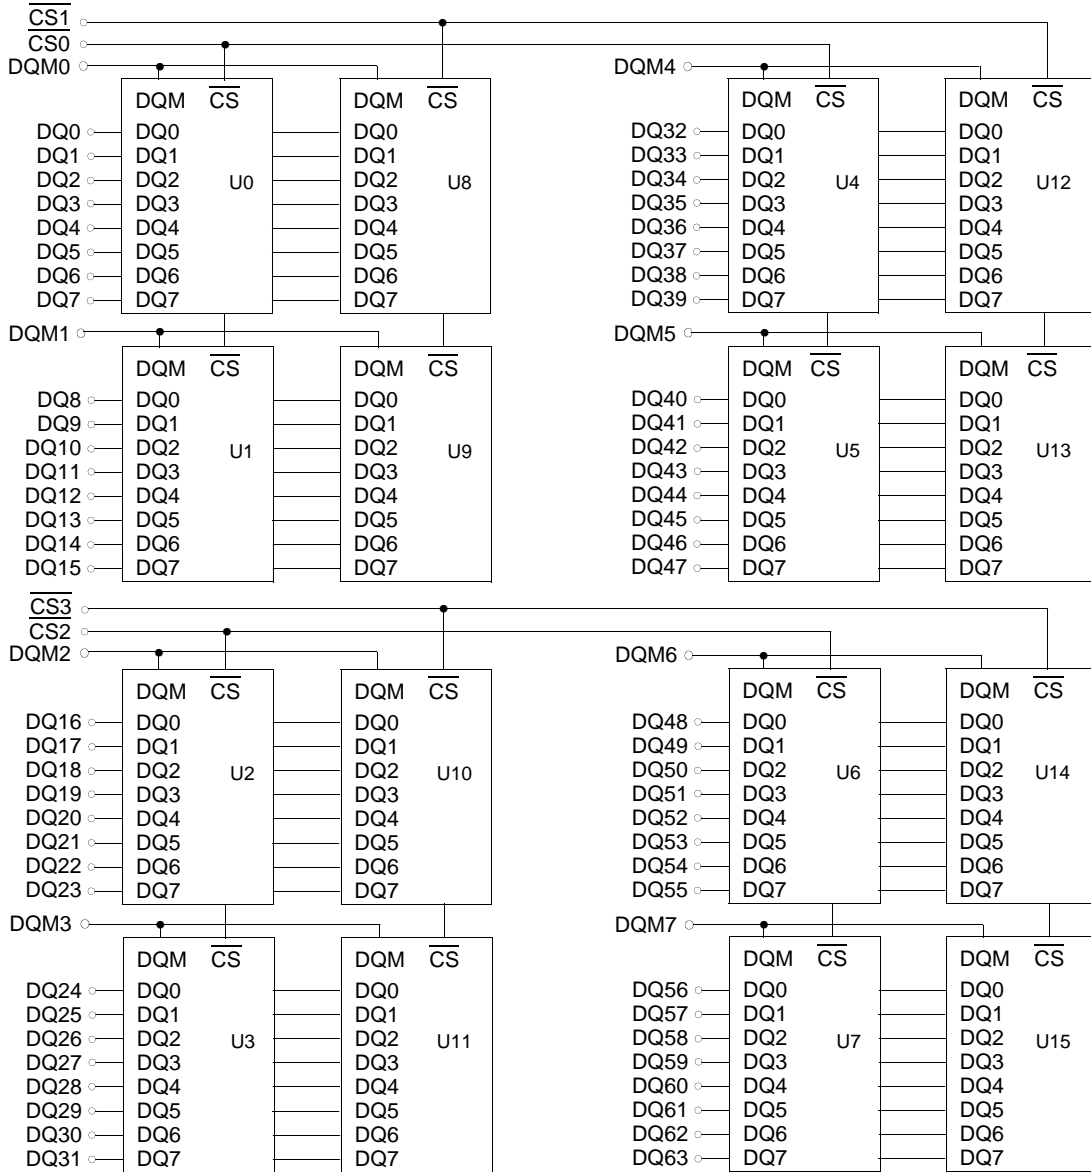 CS1
CS0
DQM0 DQM4
DQM CS DQM CS DQM CS
DQ0 DQ0 DQ0 DQ32 DQ0 DQ0
DQ1 DQ1 DQ1 DQ33 DQ1 DQ1
DQ2 DQ2 U0 DQ2 U8 DQ34 DQ2 U4 DQ2 U12
DQ3 DQ3 DQ3 DQ35 DQ3 DQ3
DQ4 DQ4 DQ4 DQ36 DQ4 DQ4
DQ5 DQ5 DQ5 DQ37 DQ5 DQ5
DQ6 DQ6 DQ6 DQ38 DQ6 DQ6
DQ7 DQ7 DQ7 DQ39 DQ7 DQ7
DQM1 DQM5
DQM CS DQM CS DQM CS
DQ8 DQ0 DQ0 DQ40 DQ0 DQ0
DQ9 DQ1 DQ1 DQ41 DQ1 DQ1
DQ10 DQ2 U1 DQ2 U9 DQ42 DQ2 U5 DQ2 U13
DQ11 DQ3 DQ3 DQ43 DQ3 DQ3
DQ12 DQ4 DQ4 DQ44 DQ4 DQ4
DQ13 DQ5 DQ5 DQ45 DQ5 DQ5
DQ14 DQ6 DQ6 DQ46 DQ6 DQ6
DQ15 DQ7 DQ7 DQ47 DQ7 DQ7
CS3
CS2
DQM2 DQM6
DQM CS DQM CS DQM CS DQM CS
DQ16 DQ0 DQ0 DQ48 DQ0 DQ0
DQ17 DQ1 DQ1 DQ49 DQ1 DQ1
DQ18 DQ2 U2 DQ2 U10 DQ50 DQ2 U6 DQ2 U14
DQ19 DQ3 DQ3 DQ51 DQ3 DQ3
DQ20 DQ4 DQ4 DQ52 DQ4 DQ4
DQ21 DQ5 DQ5 DQ53 DQ5 DQ5
DQ22 DQ6 DQ6 DQ54 DQ6 DQ6
DQ23 DQ7 DQ7 DQ55 DQ7 DQ7
DQM3 DQM7
DQM CS DQM CS DQM CS DQM CS
DQ24 DQ0 DQ0 DQ56 DQ0 DQ0
DQ25 DQ1 DQ1 DQ57 DQ1 DQ1
DQ26 DQ2 U3 DQ2 U11 DQ58 DQ2 U7 DQ2 U15
DQ27 DQ3 DQ3 DQ59 DQ3 DQ3
DQ28 DQ4 DQ4 DQ60 DQ4 DQ4
DQ29 DQ5 DQ5 DQ61 DQ5 DQ5
DQ30 DQ6 DQ6 DQ62 DQ6 DQ6
DQ31 DQ7 DQ7 DQ63 DQ7 DQ7